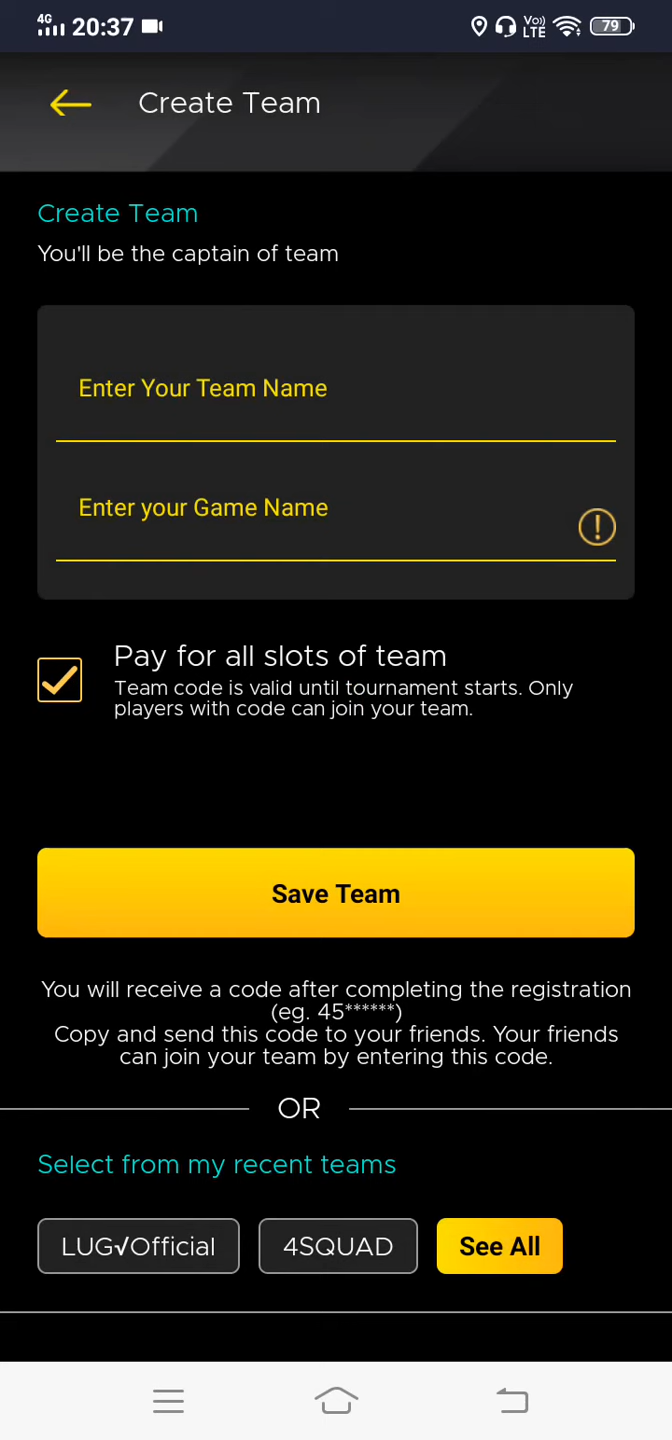 4G 20:37 Vo)) LTE 79
Create Team
Create Team
You'll be the captain of team
Enter Your Team Name
Enter your Game Name
Pay for all slots of team
Team code is valid until tournament starts. Only
players with code can join your team.
Save Team
You will receive a code after completing the registration
(eg. 45******)
Copy and send this code to your friends. Your friends
can join your team by entering this code.
OR
Select from my recent teams
LUG√Official 4SQUAD See All